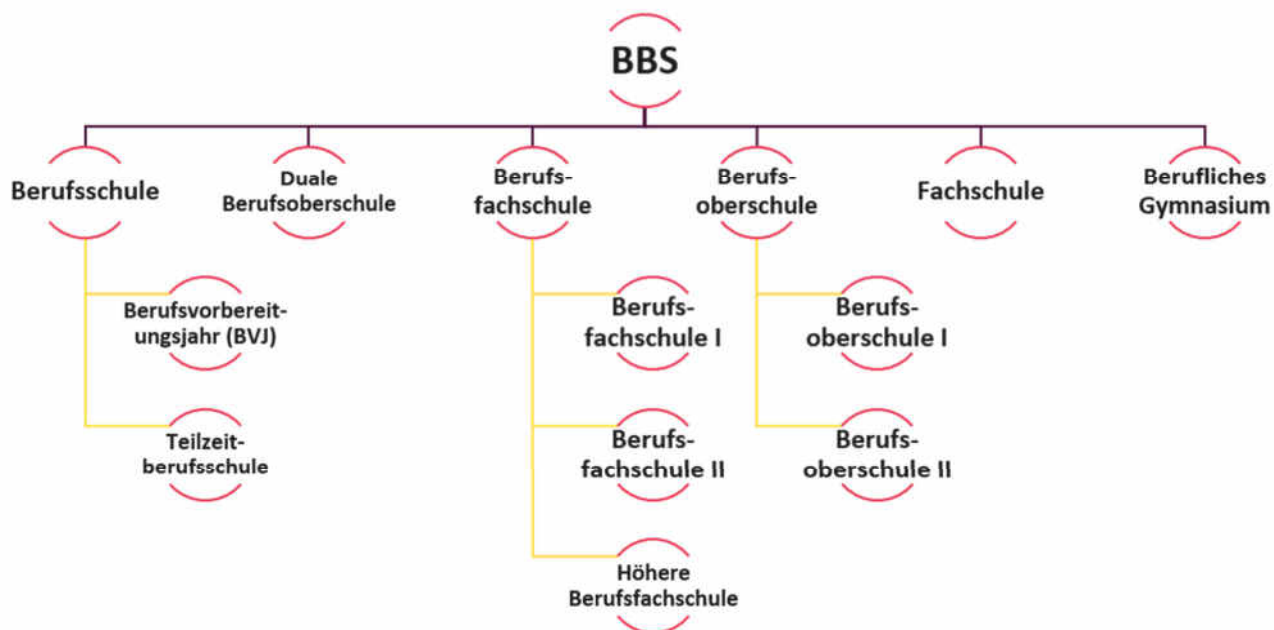 BBS
Berufsschule
Duale
Berufsoberschule
Berufs-
fachschule
Berufs-
oberschule
Fachschule
Berufliches
Gymnasium
Berufsvorbereit-
ungsjahr (BVJ)
Berufs-
fachschule I
Berufs-
oberschule I
Teilzeit-
berufsschule
Berufs-
fachschule II
Berufs-
oberschule II
Höhere
Berufsfachschule